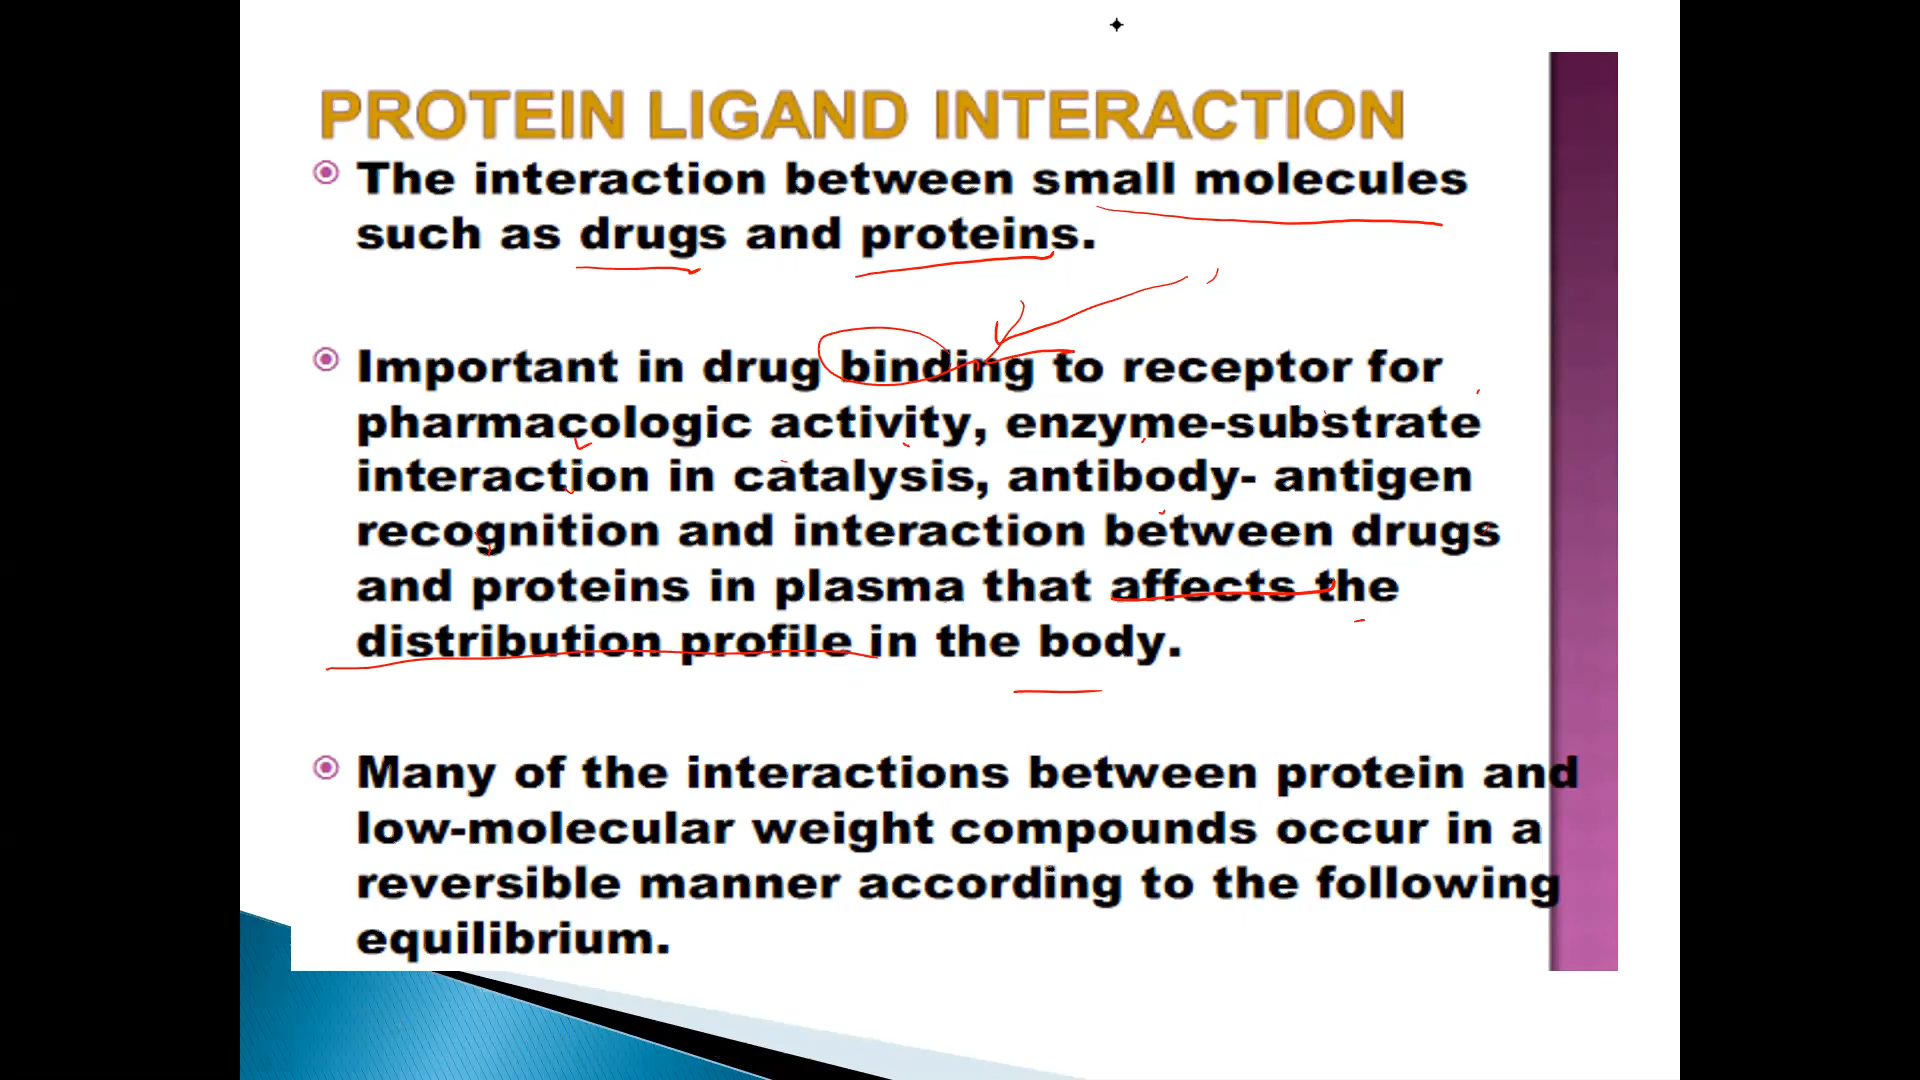 PROTEIN LIGAND INTERACTION
The interaction between small molecules
such as drugs and proteins.
Important in drug binding to receptor for
pharmacologic activity, enzyme-substrate
interaction in catalysis, antibody- antigen
recognition and interaction between drugs
and proteins in plasma that affects the
distribution profile in the body.
Many of the interactions between protein and
low-molecular weight compounds occur in a
reversible manner according to the following
equilibrium.